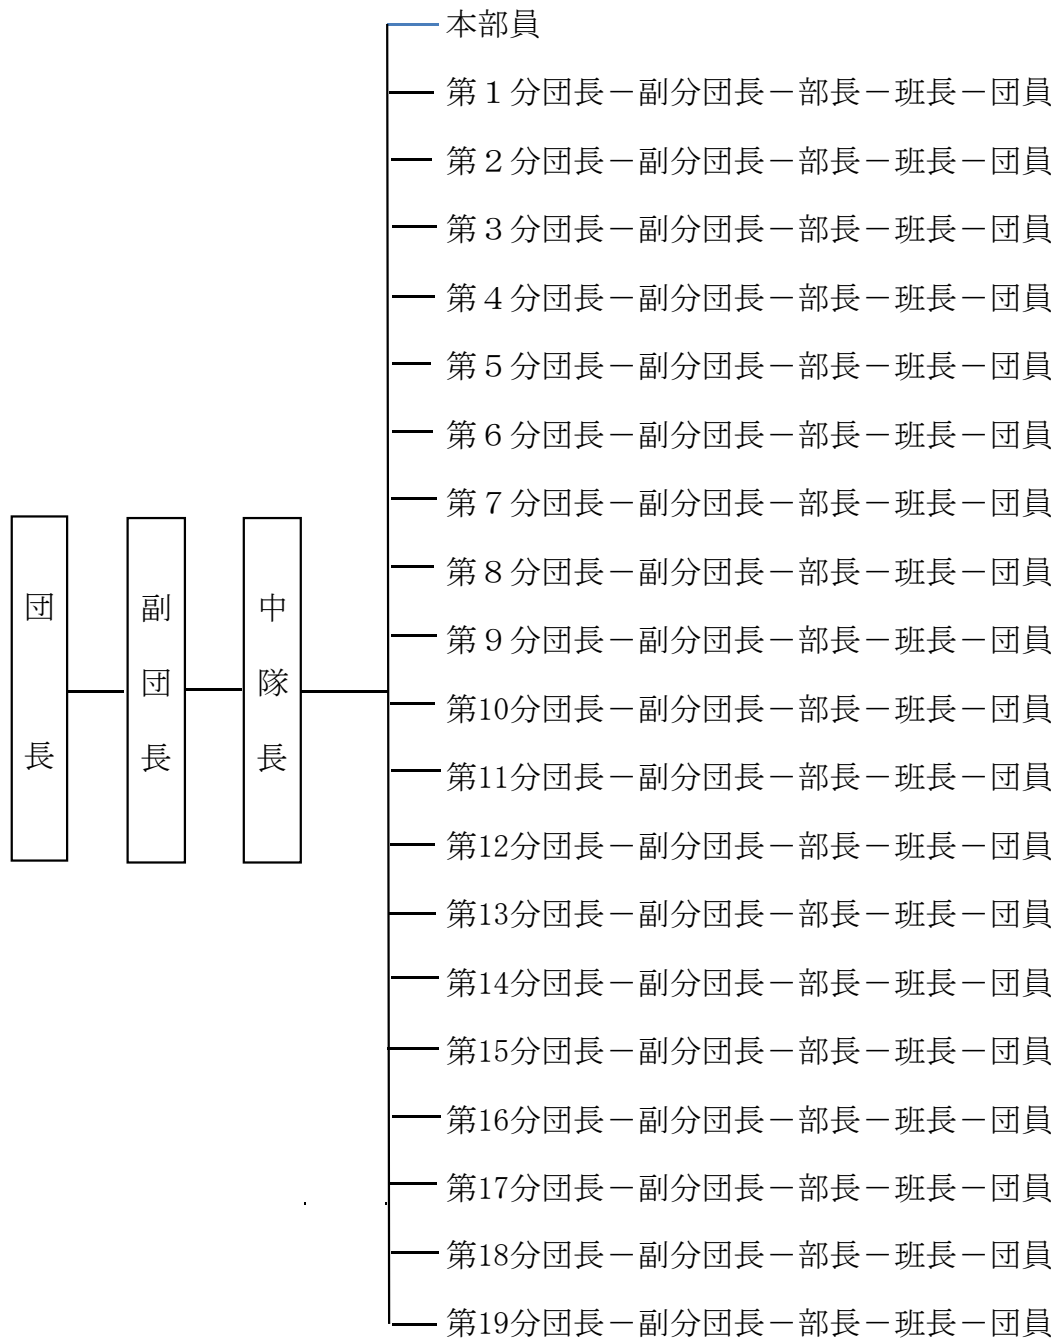 団長
副団長
中隊長
本部員
第１分団長－副分団長－部長－班長－団員
第２分団長－副分団長－部長－班長－団員
第３分団長－副分団長－部長－班長－団員
第４分団長－副分団長－部長－班長－団員
第５分団長－副分団長－部長－班長－団員
第６分団長－副分団長－部長－班長－団員
第７分団長－副分団長－部長－班長－団員
第８分団長－副分団長－部長－班長－団員
第９分団長－副分団長－部長－班長－団員
第10分団長－副分団長－部長－班長－団員
第11分団長－副分団長－部長－班長－団員
第12分団長－副分団長－部長－班長－団員
第13分団長－副分団長－部長－班長－団員
第14分団長－副分団長－部長－班長－団員
第15分団長－副分団長－部長－班長－団員
第16分団長－副分団長－部長－班長－団員
第17分団長－副分団長－部長－班長－団員
第18分団長－副分団長－部長－班長－団員
第19分団長－副分団長－部長－班長－団員